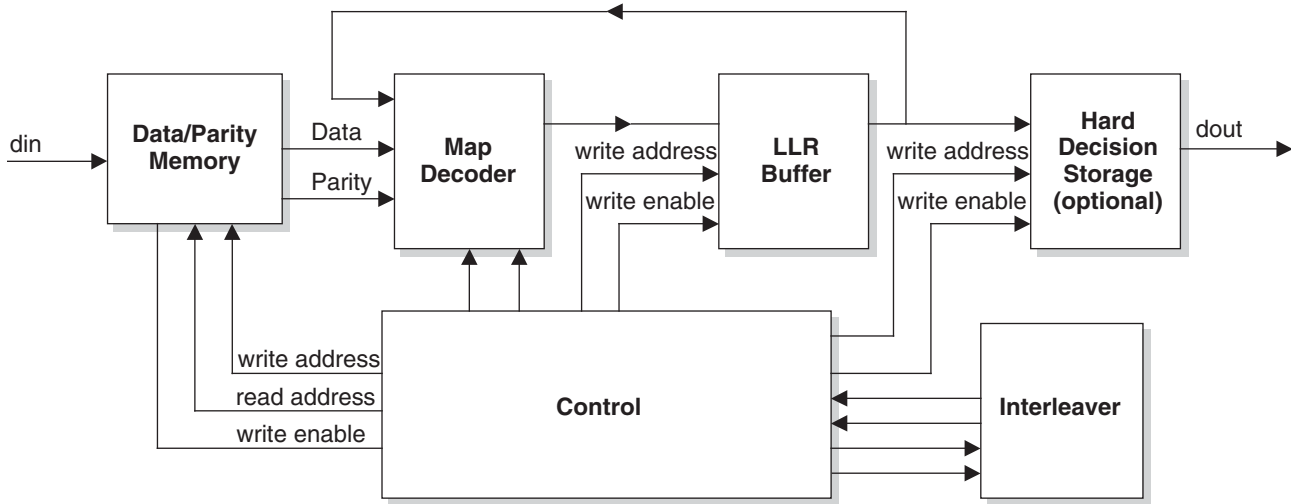 din
Data/Parity
Memory
Data
Parity
Map
Decoder
write address
write enable
LLR
Buffer
write address
write enable
Hard
Decision
Storage
(optional)
dout
write address
read address
write enable
Control
Interleaver